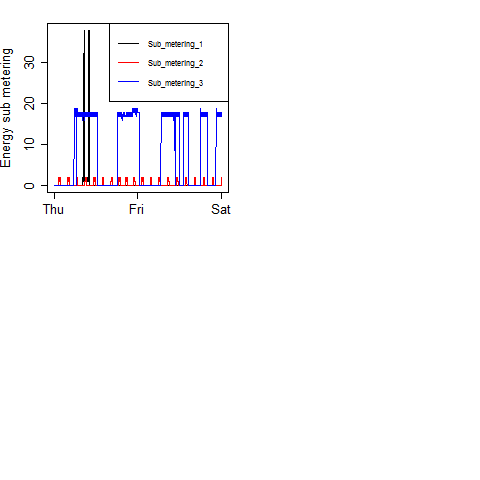 Energy sub metering
30
20
10
0
Sub_metering_1
Sub_metering_2
Sub_metering_3
Thu
Fri
Sat